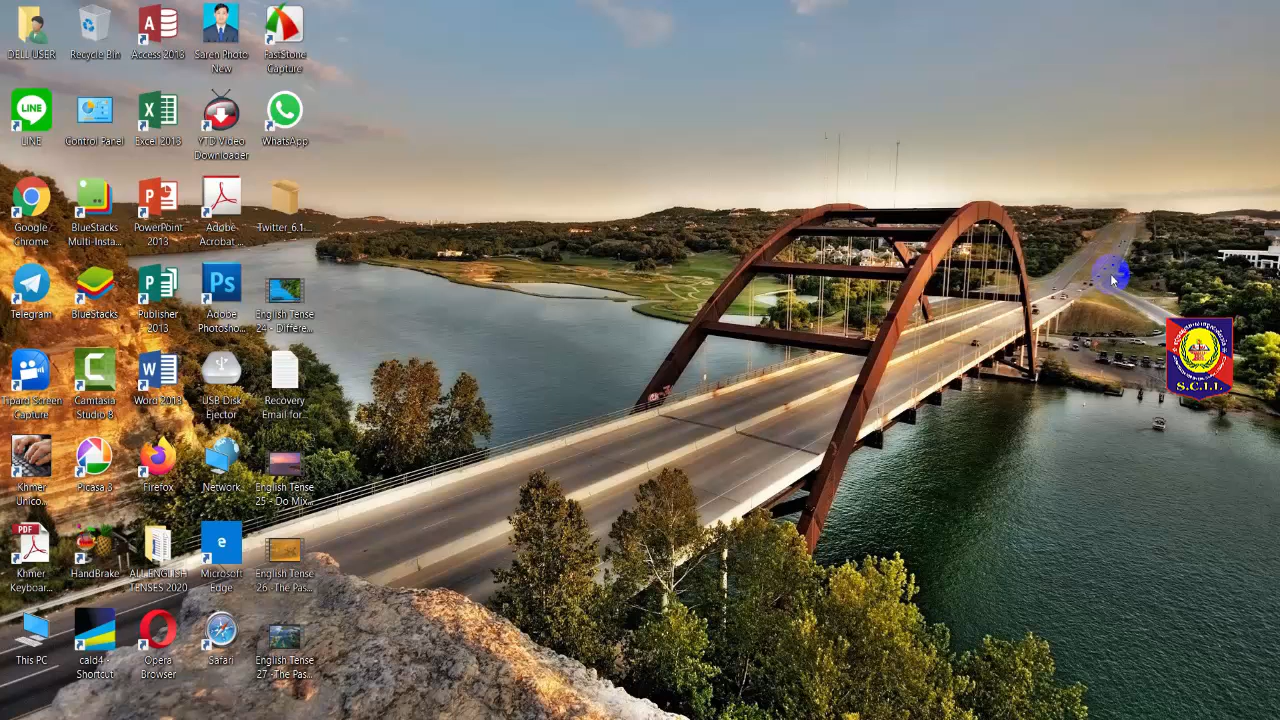 DELL USER
Recycle Bin
Access 2013
Saren Photo
New
FastStone
Capture
LINE
LINE
Control Panel
Excel 2013
YTD Video
Downloader
WhatsApp
Google
Chrome
BlueStacks
Multi-Insta...
PowerPoint
2013
Adobe
Acrobat ...
Twitter_6.1...
Telegram
BlueStacks
Publisher
2013
Ps
Adobe
Photosho...
English Tense
24 - Differe...
Tipard Screen
Capture
Camtasia
Studio 8
Word 2013
USB Disk
Ejector
Recovery
Email for...
Khmer
Unico...
Picasa 3
Firefox
Network
English Tense
25 - Do Mix...
PDF
Khmer
Keyboar...
HandBrake
ALL ENGLISH
TENSES 2020
Microsoft
Edge
English Tense
26 -The Pas...
This PC
cald4 -
Shortcut
Opera
Browser
Safari
English Tense
27 -The Pas...
S.C.I.I.